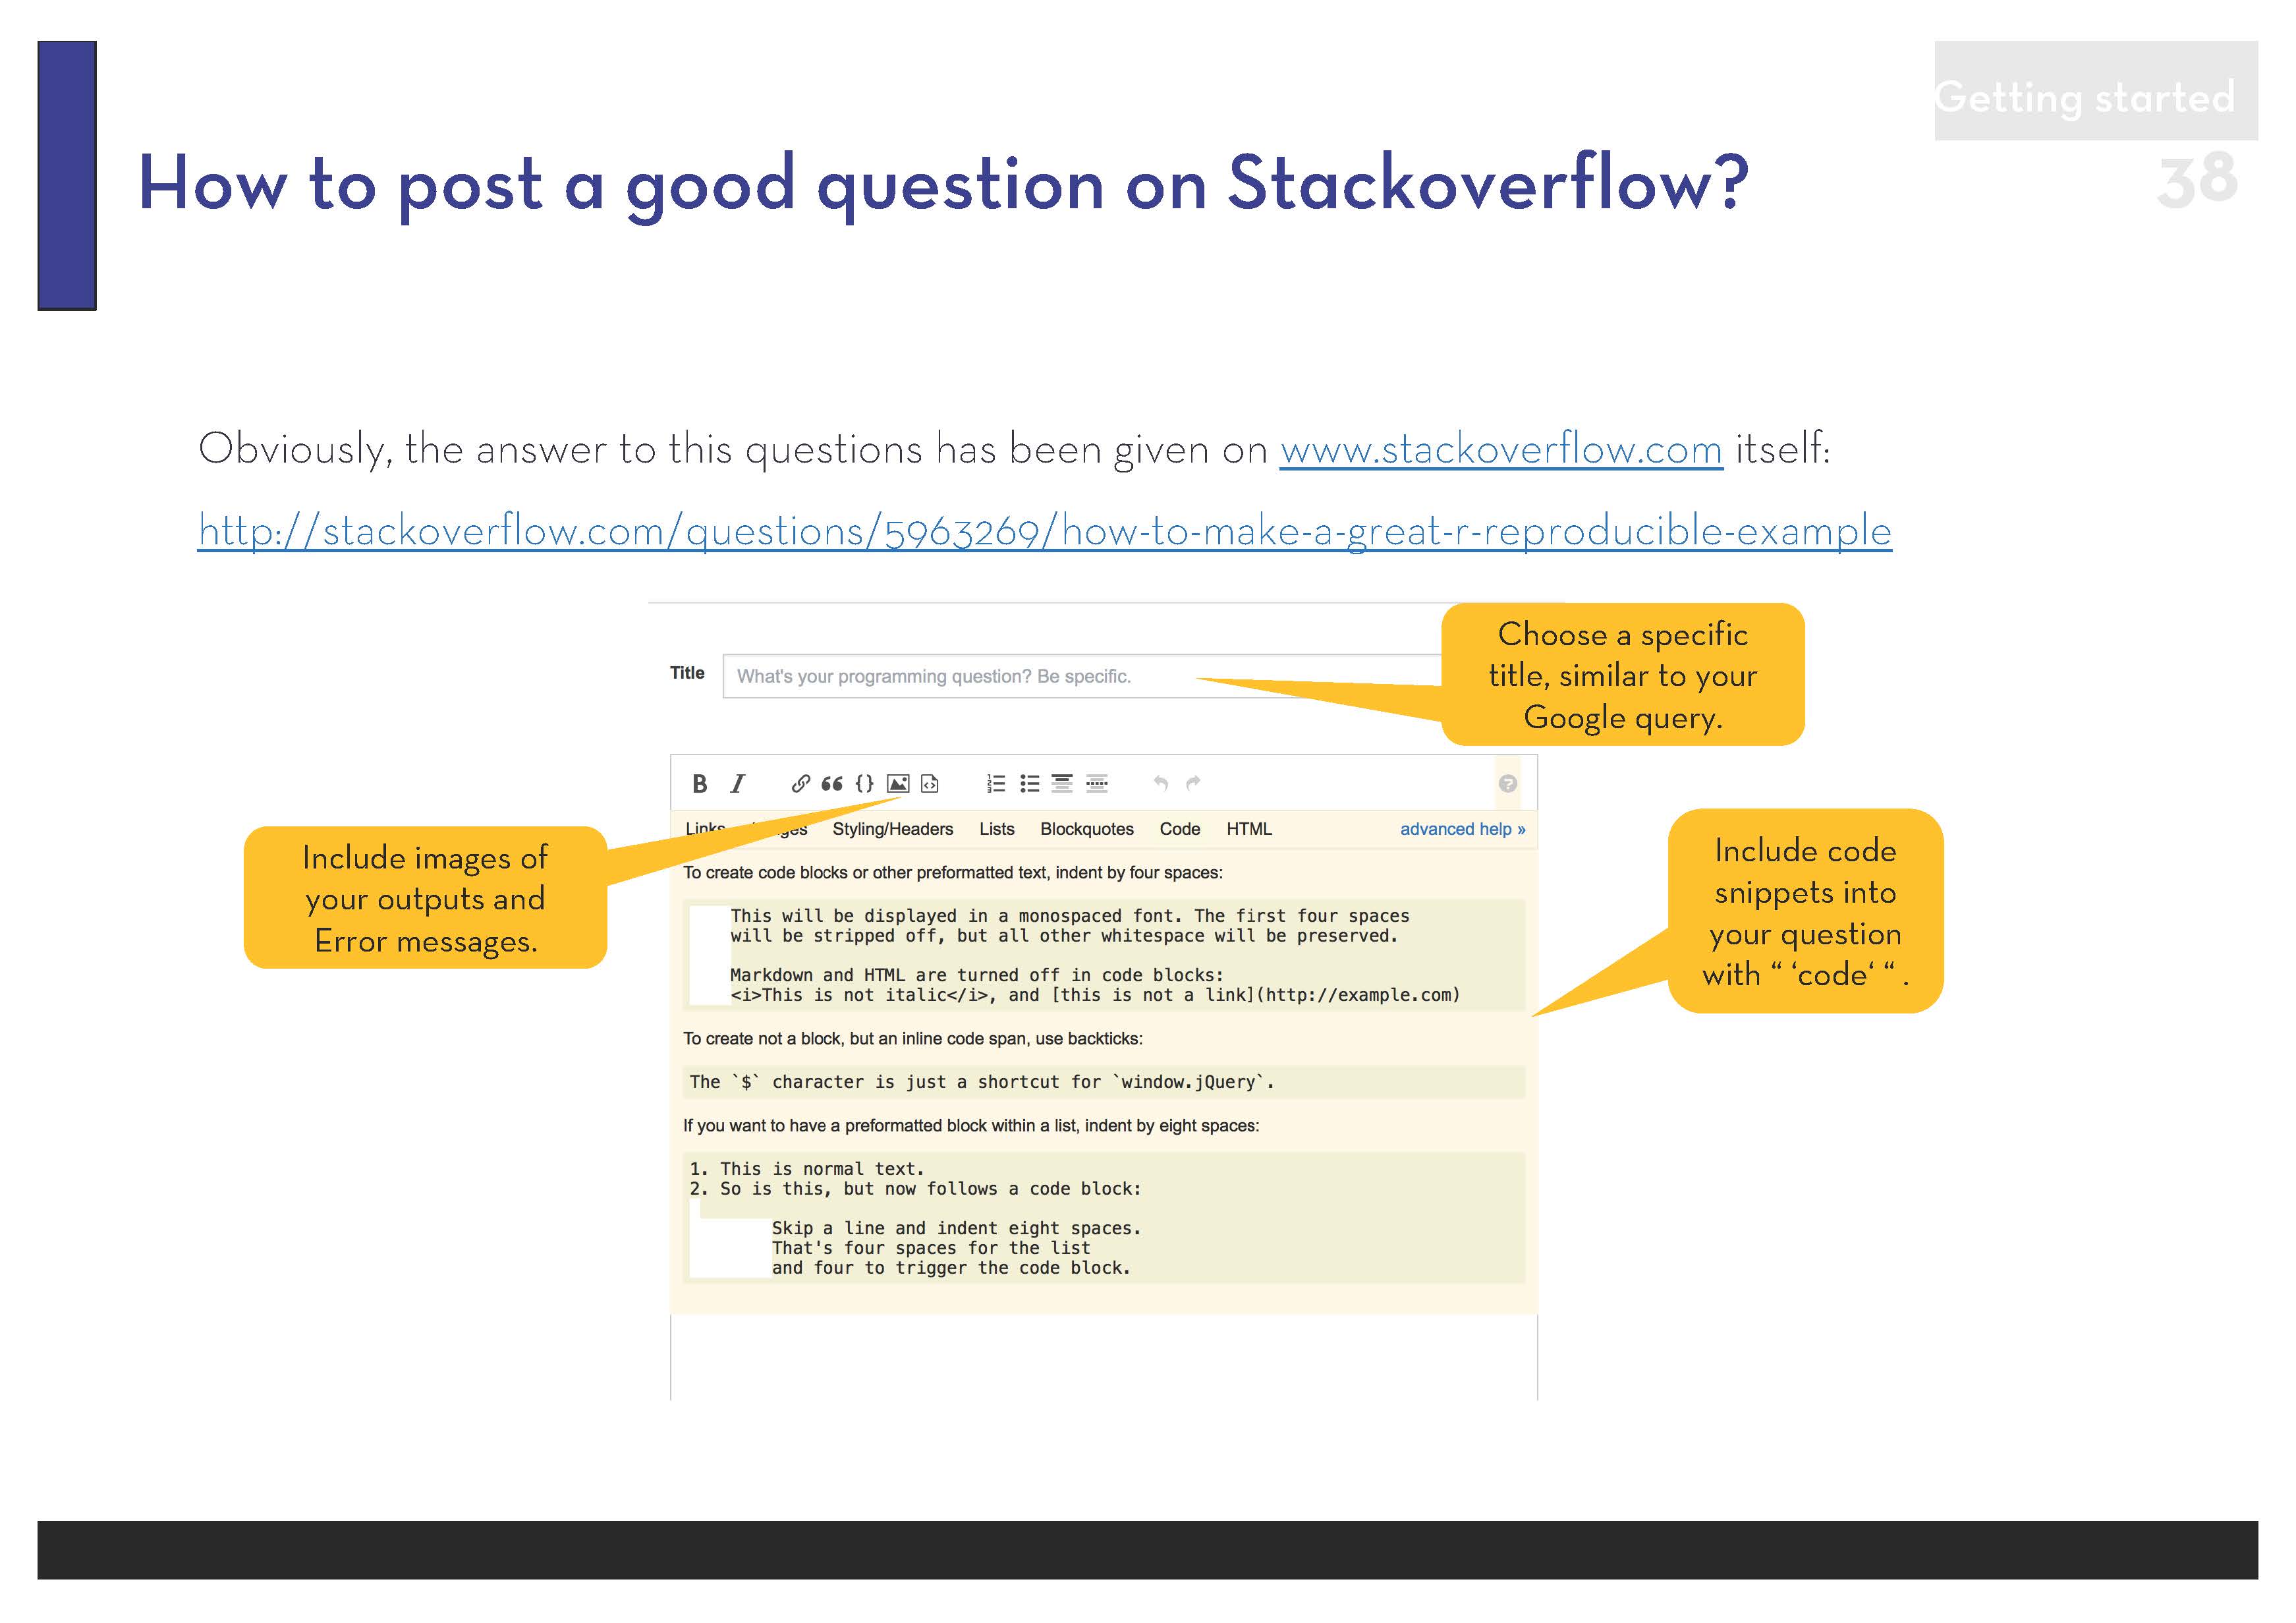 Getting started
38
How to post a good question on Stackoverflow?
Obviously, the answer to this questions has been given on www.stackoverflow.com itself:
http://stackoverflow.com/questions/5963269/how-to-make-a-great-r-reproducible-example
Choose a specific
title, similar to your
Google query.
Title
What's your programming question? Be specific.
B I
Links Styling/Headers Lists Blockquotes Code HTML advanced help »
Include images of
your outputs and
Error messages.
Include code
snippets into
your question
with “ ‘code‘ “ .
To create code blocks or other preformatted text, indent by four spaces:
This will be displayed in a monospaced font. The first four spaces
will be stripped off, but all other whitespace will be preserved.
Markdown and HTML are turned off in code blocks:
<i>This is not italic</i>, and [this is not a link](http://example.com)
To create not a block, but an inline code span, use backticks:
The `$` character is just a shortcut for `window.jQuery`.
If you want to have a preformatted block within a list, indent by eight spaces:
1. This is normal text.
2. So is this, but now follows a code block:
Skip a line and indent eight spaces.
That's four spaces for the list
and four to trigger the code block.